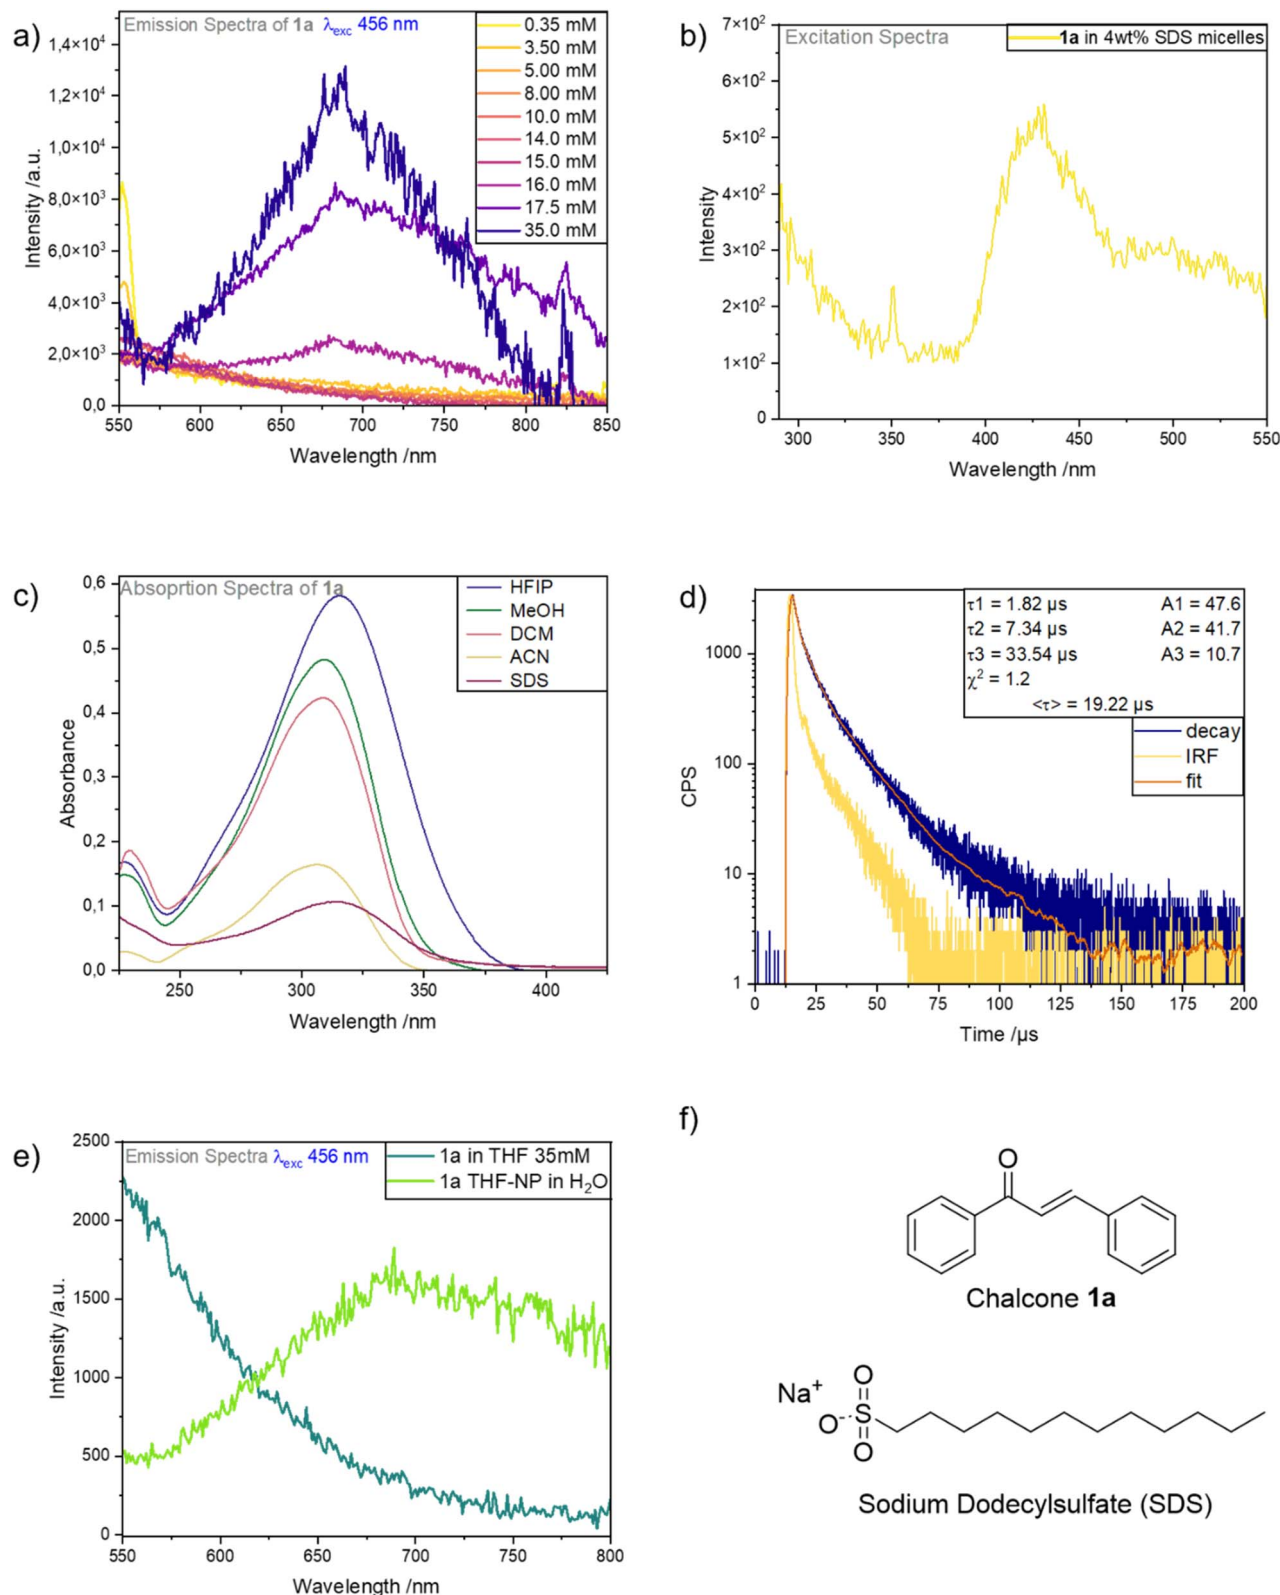 a)
Emission Spectra of 1a λexc 456 nm
0.35 mM
3.50 mM
5.00 mM
8.00 mM
10.0 mM
14.0 mM
15.0 mM
16.0 mM
17.5 mM
35.0 mM
Intensity /a.u.
1,4×10⁴
1,2×10⁴
1,0×10⁴
8,0×10³
6,0×10³
4,0×10³
2,0×10³
0,0
550 600 650 700 750 800 850
Wavelength /nm
b)
Excitation Spectra
1a in 4wt% SDS micelles
Intensity
7×10²
6×10²
5×10²
4×10²
3×10²
2×10²
1×10²
0
300 350 400 450 500 550
Wavelength /nm
c)
Absoprtion Spectra of 1a
HFIP
MeOH
DCM
ACN
SDS
Absorbance
0,6
0,5
0,4
0,3
0,2
0,1
0,0
250 300 350 400
Wavelength /nm
d)
τ1 = 1.82 µs A1 = 47.6
τ2 = 7.34 µs A2 = 41.7
τ3 = 33.54 µs A3 = 10.7
χ² = 1.2
<τ> = 19.22 µs
decay
IRF
fit
CPS
1000
100
10
1
0 25 50 75 100 125 150 175 200
Time /µs
e)
Emission Spectra λexc 456 nm
1a in THF 35mM
1a THF-NP in H₂O
Intensity /a.u.
2500
2000
1500
1000
500
0
550 600 650 700 750 800
Wavelength /nm
f)
O
Chalcone 1a
Na⁺
O
O⁻ S
O
Sodium Dodecylsulfate (SDS)